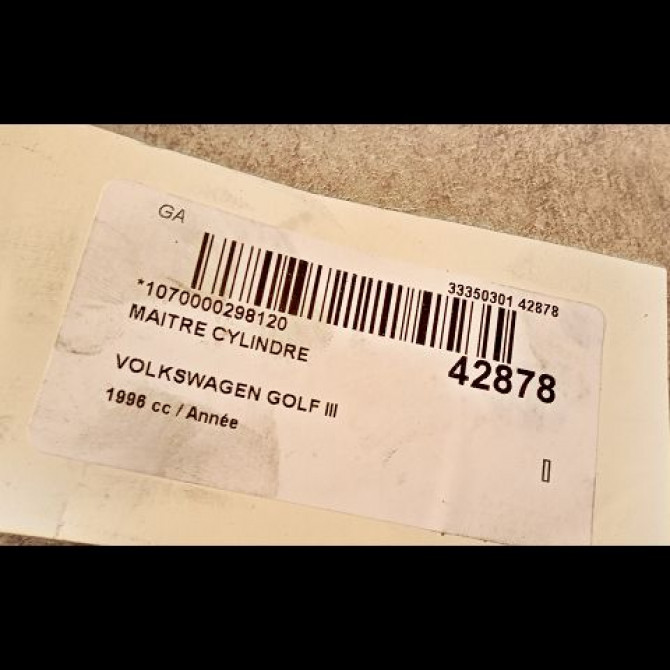 GA
33350301 42878
*1070000298120
MAITRE CYLINDRE
42878
VOLKSWAGEN GOLF III
1996 cc / Année